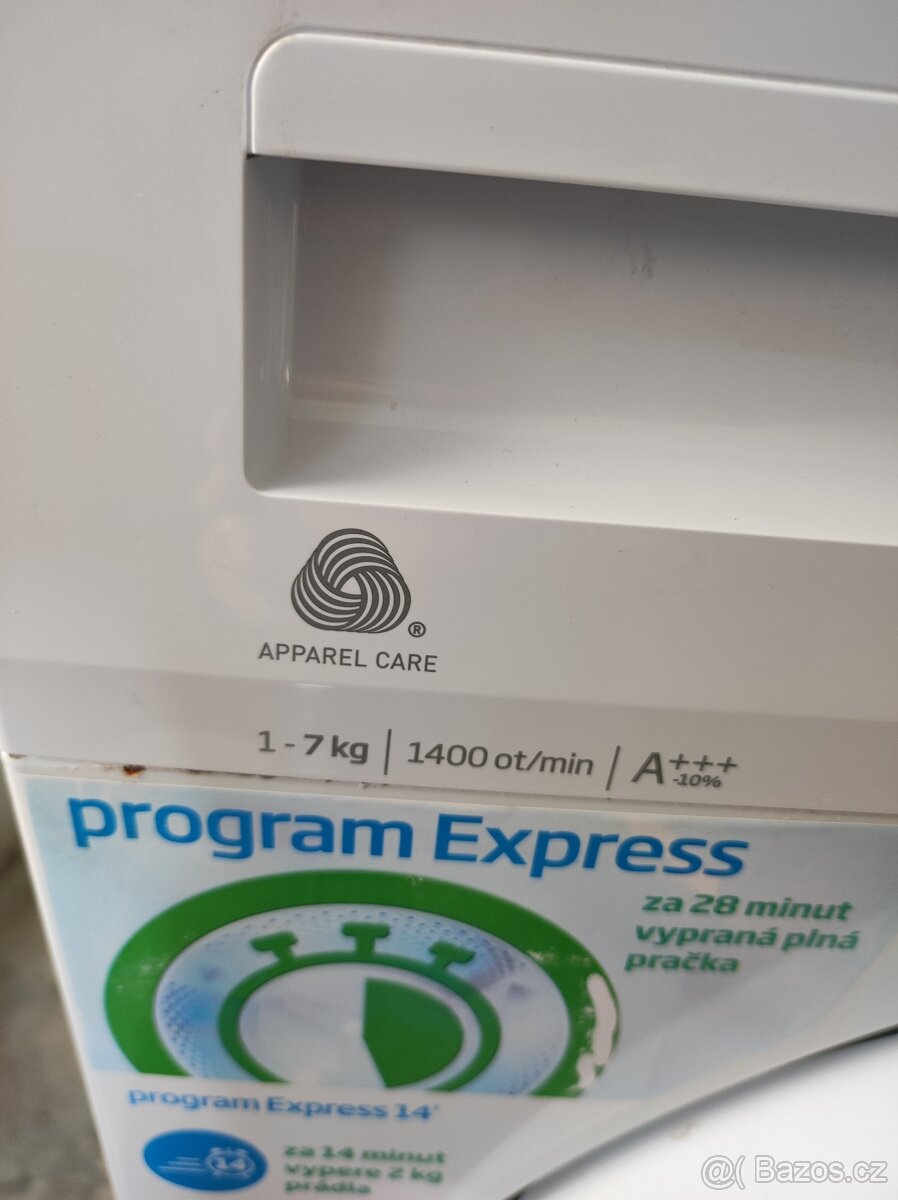 ®
APPAREL CARE
1 - 7 kg | 1400 ot/min | A+++ -10%
program Express
za 28 minut
vypraná plná
pračka
program Express 14'
14
za 14 minut
vypere 2 kg
prádla
@( Bazos.cz